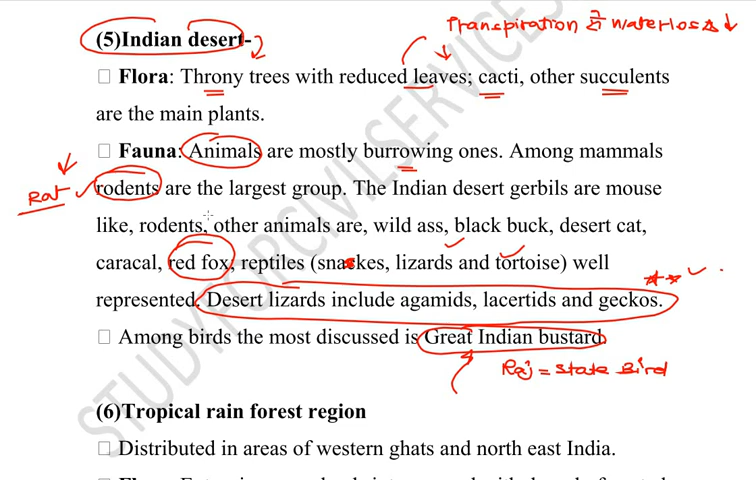 Transpiration से waterloss ↓
(5)Indian desert-
☐ Flora: Throny trees with reduced leaves; cacti, other succulents
are the main plants.
☐ Fauna: Animals are mostly burrowing ones. Among mammals
Rat
rodents are the largest group. The Indian desert gerbils are mouse
like, rodents, other animals are, wild ass, black buck, desert cat,
caracal, red fox, reptiles (snaskes, lizards and tortoise) well
represented. Desert lizards include agamids, lacertids and geckos.
☐ Among birds the most discussed is Great Indian bustard.
Raj = State Bird
(6)Tropical rain forest region
☐ Distributed in areas of western ghats and north east India.
STUDYFORCIVILSERVICES